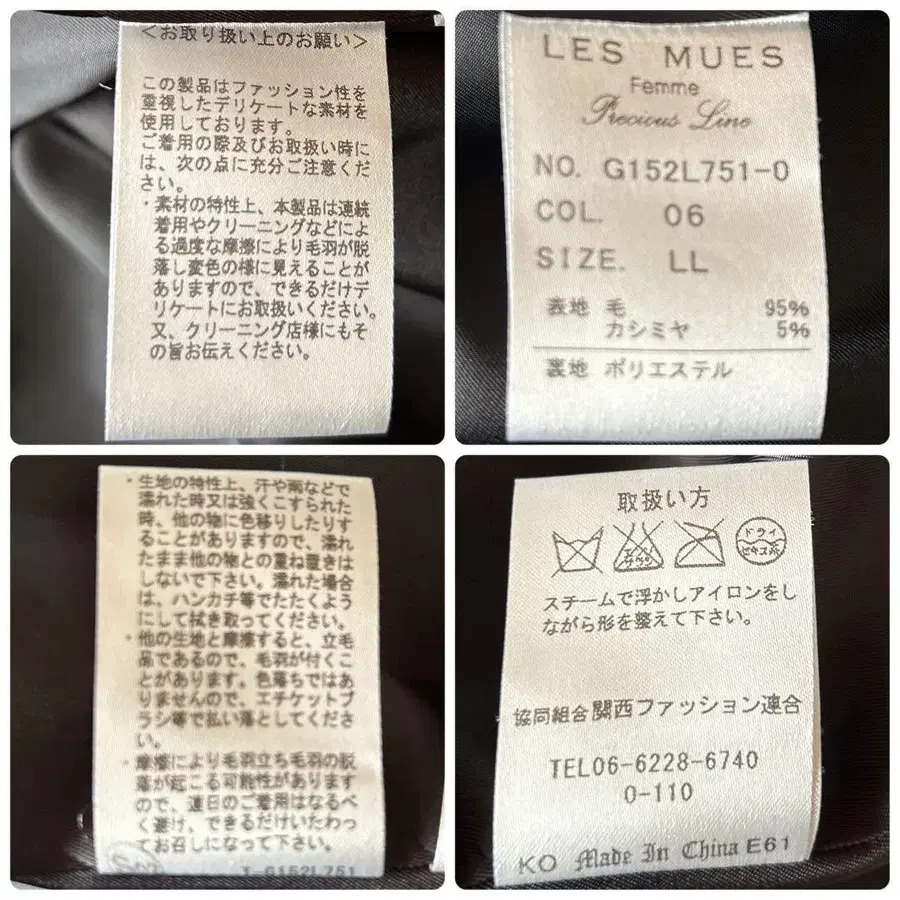 ＜お取り扱い上のお願い＞
この製品はファッション性を
重視したデリケートな素材を
使用しております。
ご着用の際及びお取扱い時に
は、次の点に充分ご注意くだ
さい。
・素材の特性上、本製品は連続
着用やクリーニングなどによ
る過度な摩擦により毛羽が脱
落し変色の様に見えることが
ありますので、できるだけデ
リケートにお取扱いください。
又、クリーニング店様にもそ
の旨お伝えください。
LES MUES
Femme
Precious Line
NO. G152L751-0
COL. 06
SIZE. LL
表地 毛 95%
カシミヤ 5%
裏地 ポリエステル
・生地の特性上、汗や雨などで
濡れた時又は強くこすられた
時、他の物に色移りしたりす
ることがありますので、濡れ
たまま他の物との重ね置きは
しないで下さい。濡れた場合
は、ハンカチ等でたたくよう
にして拭き取ってください。
・他の生地と摩擦すると、立毛
品であるので、毛羽が付くこ
とがあります。色落ちではあ
りませんので、エチケットブ
ラシ等で払い落としてくださ
い。
・摩擦により毛羽立ち毛羽の脱
落が起こる可能性があります
ので、連日のご着用はなるべ
く避け、できるだけいたわっ
てお召しになって下さい。
T-G152L751
取扱い方
エンソ
サラシ
ドライ
セキユ系
スチームで浮かしアイロンをし
ながら形を整えて下さい。
協同組合関西ファッション連合
TEL06-6228-6740
0-110
KO Made In China E61